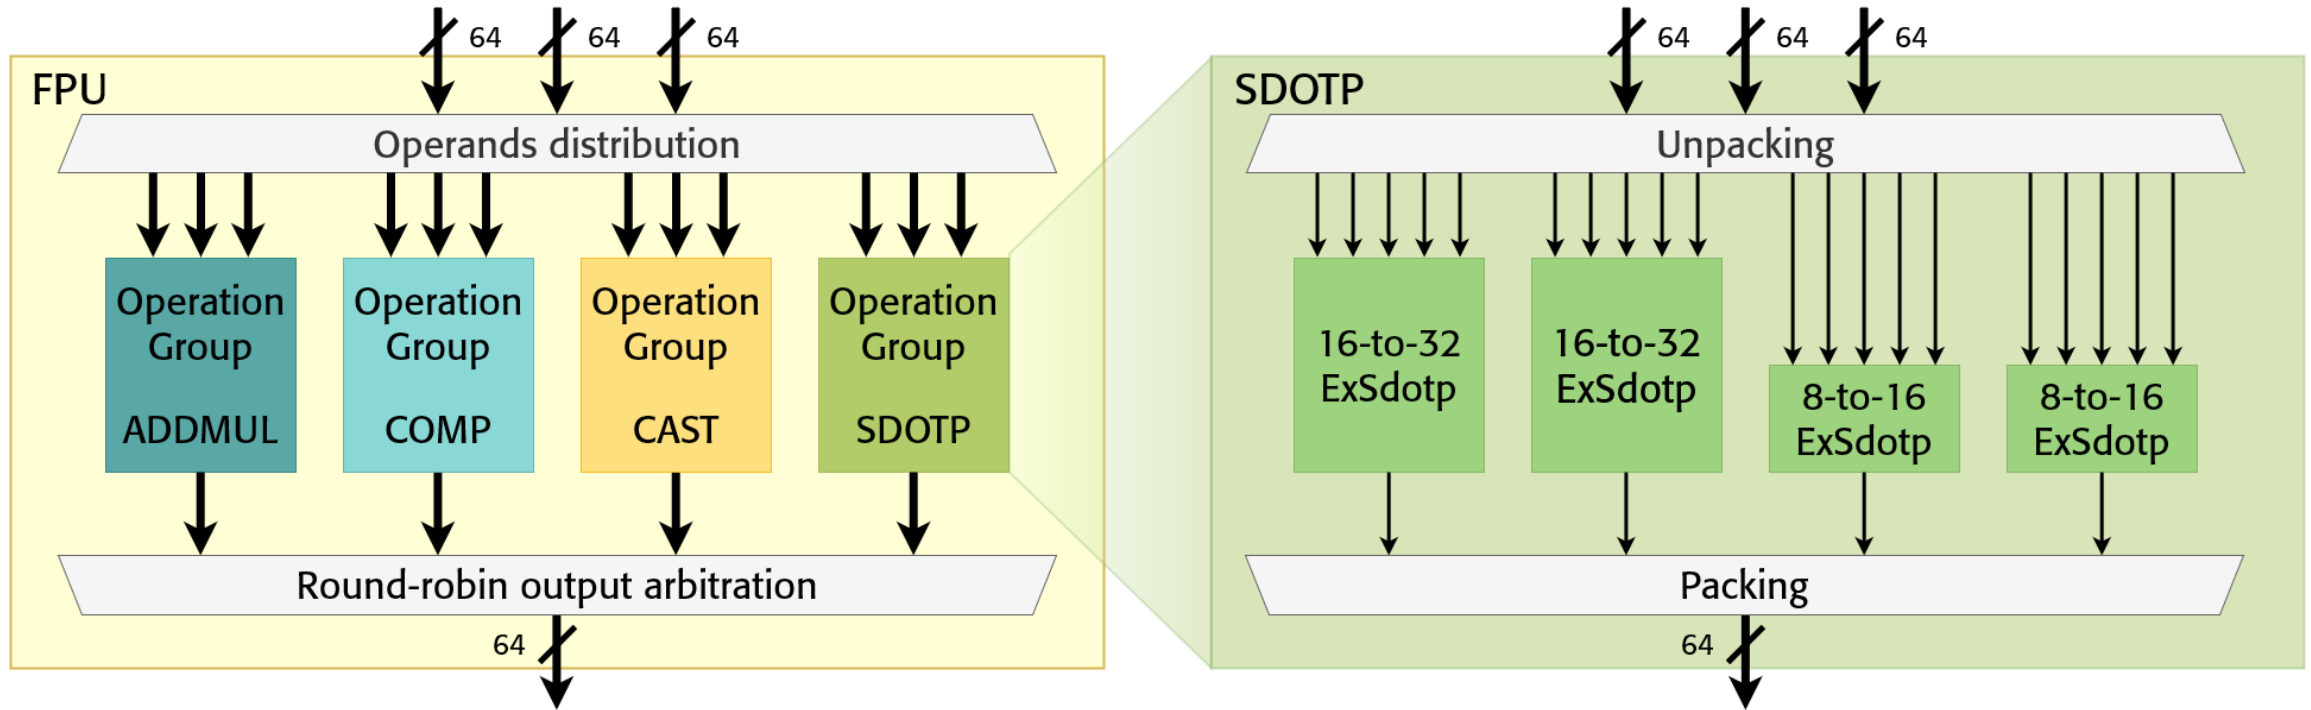 64 64 64
FPU
Operands distribution
Operation
Group
ADDMUL
Operation
Group
COMP
Operation
Group
CAST
Operation
Group
SDOTP
Round-robin output arbitration
64
64 64 64
SDOTP
Unpacking
16-to-32
ExSdotp
16-to-32
ExSdotp
8-to-16
ExSdotp
8-to-16
ExSdotp
Packing
64